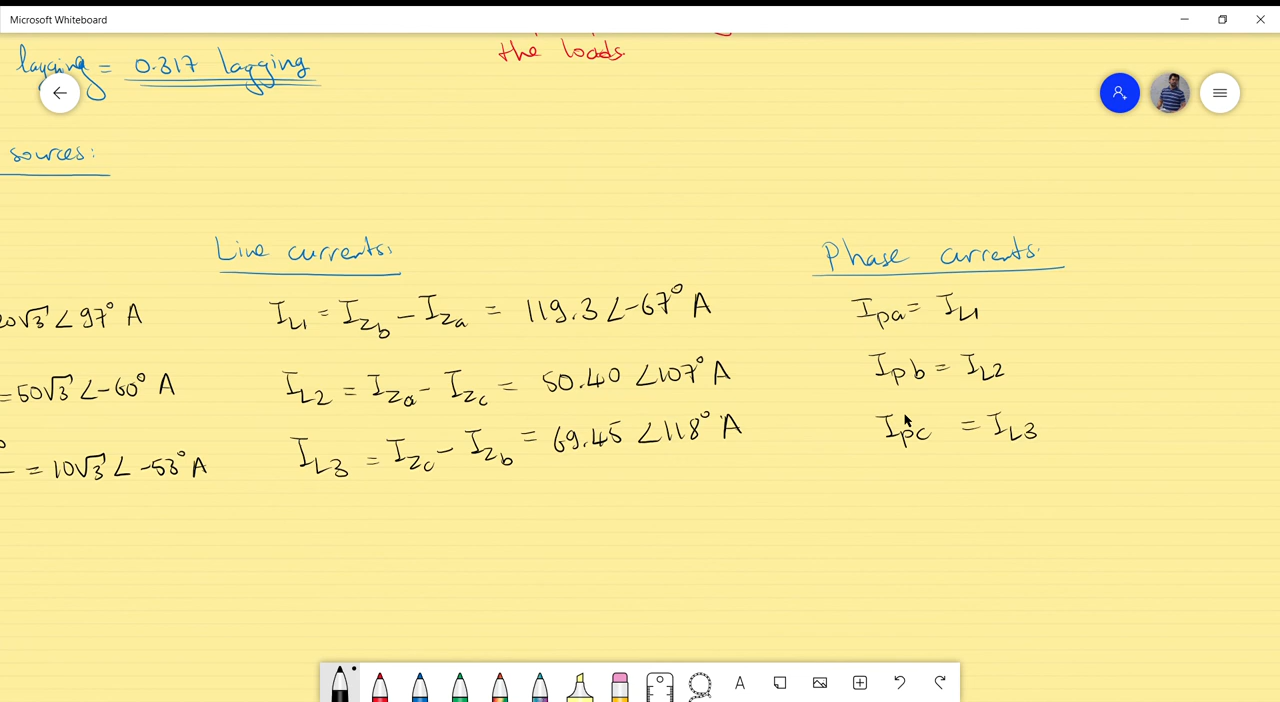 Microsoft Whiteboard
the loads.
lagging = 0.317 lagging
sources:
Line currents:
Phase currents:
20√3 ∠97° A
I_L1 = I_Zb - I_Za = 119.3 ∠-67° A
I_pa = I_L1
= 50√3 ∠-60° A
I_L2 = I_Za - I_Zc = 50.40 ∠107° A
I_pb = I_L2
= 10√3 ∠-53° A
I_L3 = I_Zc - I_Zb = 69.45 ∠118° A
I_pc = I_L3
A